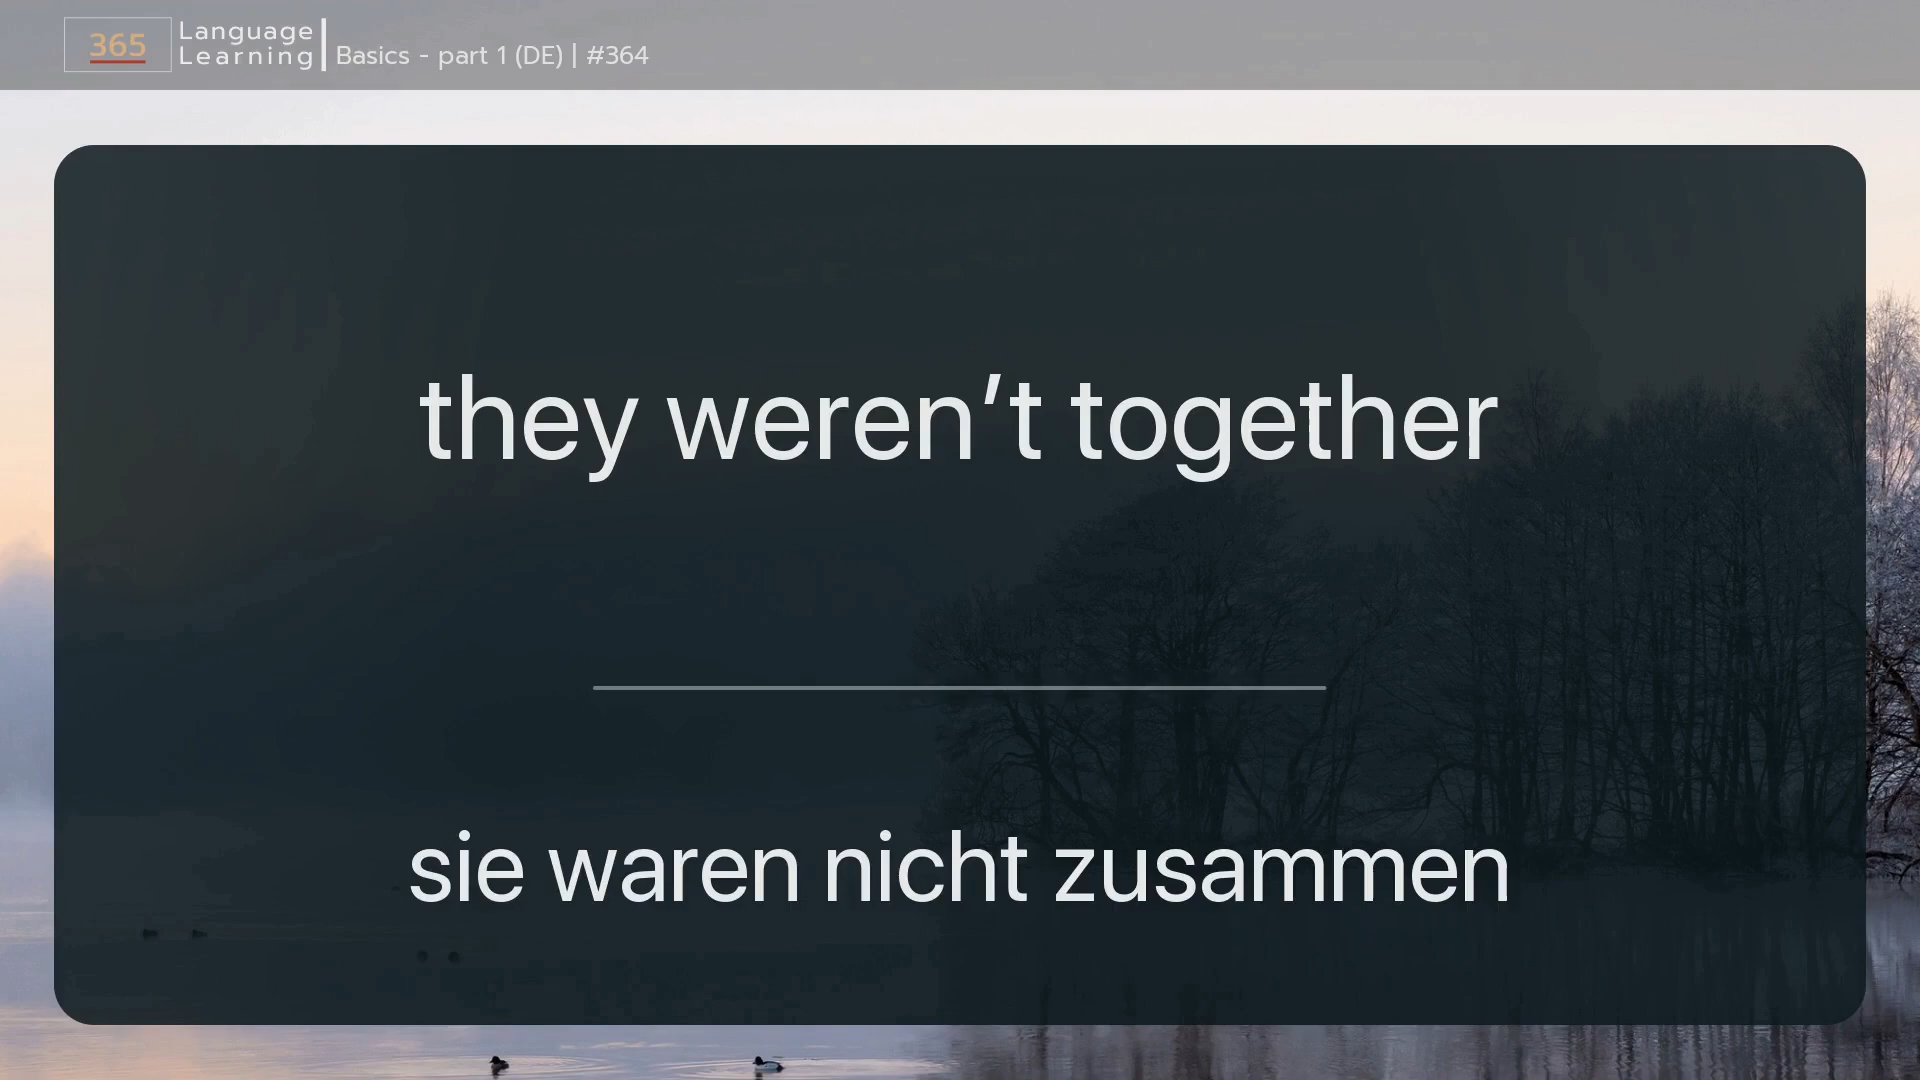 365
Language
Learning
Basics - part 1 (DE) | #364
they weren’t together
sie waren nicht zusammen